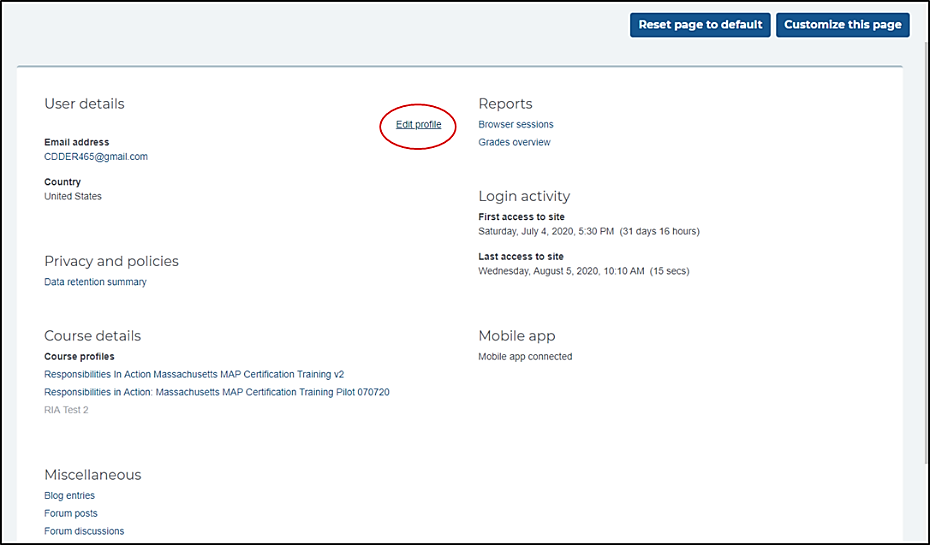 Reset page to default
Customize this page
User details
Edit profile
Email address
CDDER465@gmail.com
Country
United States
Privacy and policies
Data retention summary
Course details
Course profiles
Responsibilities In Action Massachusetts MAP Certification Training v2
Responsibilities in Action: Massachusetts MAP Certification Training Pilot 070720
RIA Test 2
Miscellaneous
Blog entries
Forum posts
Forum discussions
Reports
Browser sessions
Grades overview
Login activity
First access to site
Saturday, July 4, 2020, 5:30 PM (31 days 16 hours)
Last access to site
Wednesday, August 5, 2020, 10:10 AM (15 secs)
Mobile app
Mobile app connected